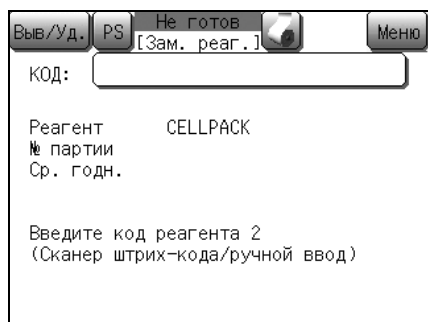 Выв/Уд. PS Не готов Меню
[Зам. реаг.]
КОД:
Реагент CELLPACK
№ партии
Ср. годн.
Введите код реагента 2
(Сканер штрих-кода/ручной ввод)